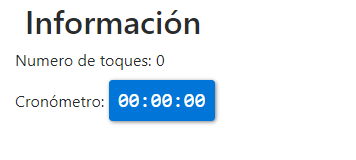 Información
Numero de toques: 0
Cronómetro: 00:00:00